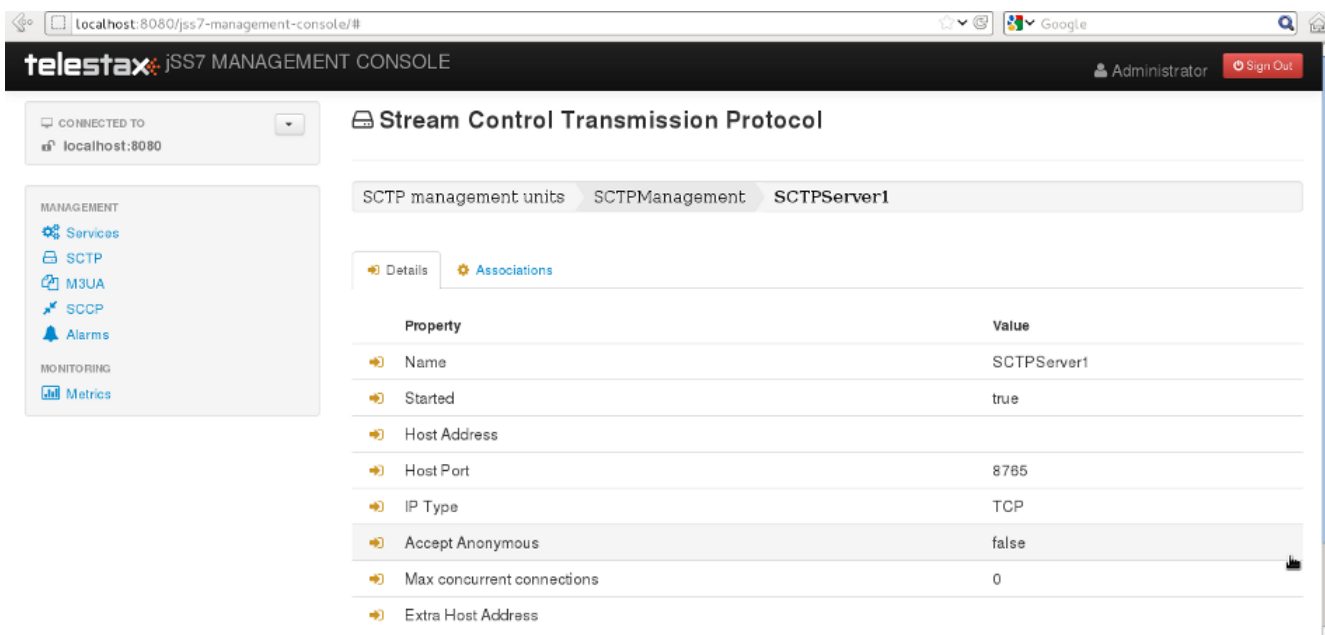 localhost:8080/jss7-management-console/#
Google
telestax jSS7 MANAGEMENT CONSOLE
Administrator
Sign Out
CONNECTED TO
localhost:8080
Stream Control Transmission Protocol
SCTP management units SCTPManagement SCTPServer1
MANAGEMENT
Services
SCTP
M3UA
SCCP
Alarms
MONITORING
Metrics
Details Associations
Property Value
Name SCTPServer1
Started true
Host Address
Host Port 8765
IP Type TCP
Accept Anonymous false
Max concurrent connections 0
Extra Host Address